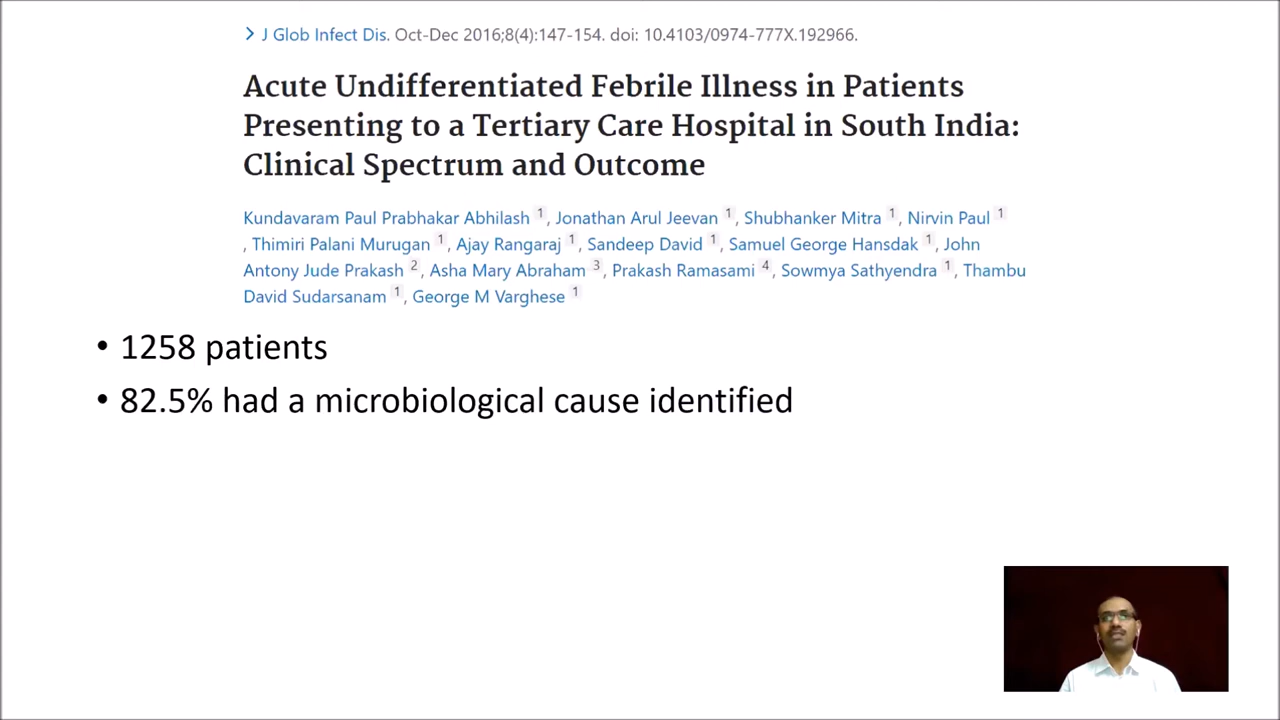 > J Glob Infect Dis. Oct-Dec 2016;8(4):147-154. doi: 10.4103/0974-777X.192966.
Acute Undifferentiated Febrile Illness in Patients
Presenting to a Tertiary Care Hospital in South India:
Clinical Spectrum and Outcome
Kundavaram Paul Prabhakar Abhilash 1, Jonathan Arul Jeevan 1, Shubhanker Mitra 1, Nirvin Paul 1
, Thimiri Palani Murugan 1, Ajay Rangaraj 1, Sandeep David 1, Samuel George Hansdak 1, John
Antony Jude Prakash 2, Asha Mary Abraham 3, Prakash Ramasami 4, Sowmya Sathyendra 1, Thambu
David Sudarsanam 1, George M Varghese 1
• 1258 patients
• 82.5% had a microbiological cause identified